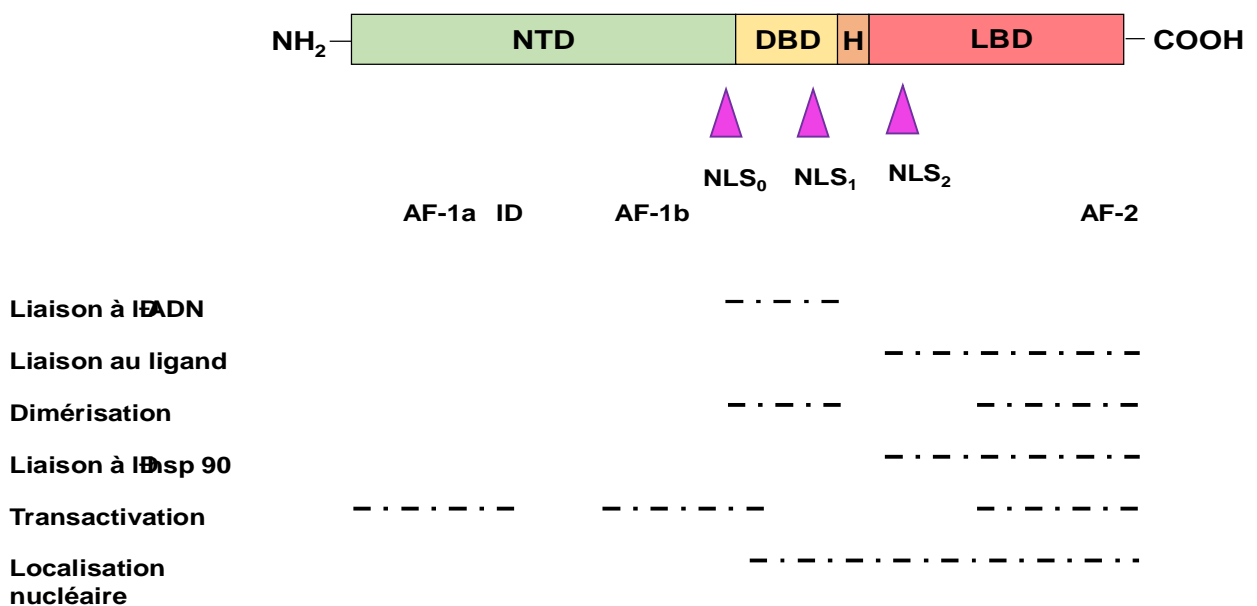 NH₂ NTD DBD H LBD COOH
NLS₀ NLS₁ NLS₂
AF-1a ID AF-1b AF-2
Liaison à l ADN
Liaison au ligand
Dimérisation
Liaison à l hsp 90
Transactivation
Localisation
nucléaire